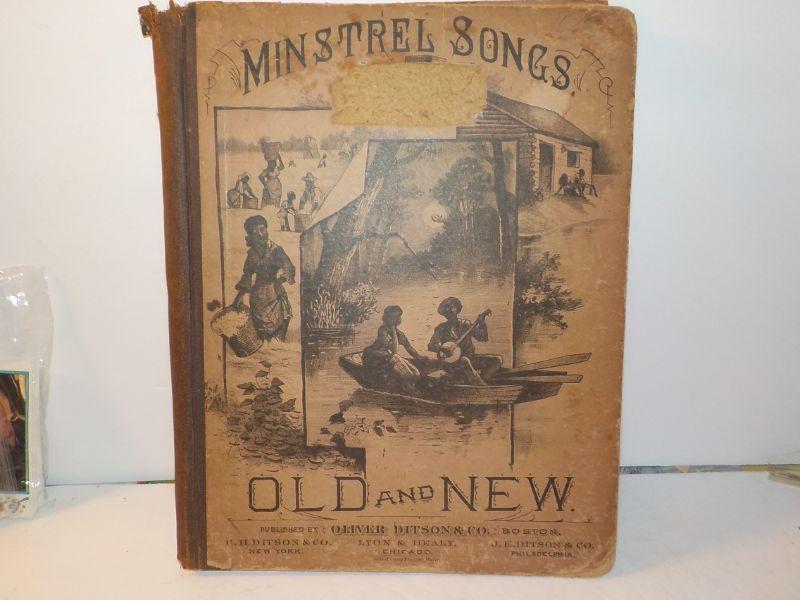 MINSTREL SONGS,
OLD AND NEW.
PUBLISHED BY: OLIVER DITSON & CO. BOSTON.
C. H. DITSON & CO. LYON & HEALY. J. E. DITSON & CO.
NEW YORK. CHICAGO. PHILADELPHIA.